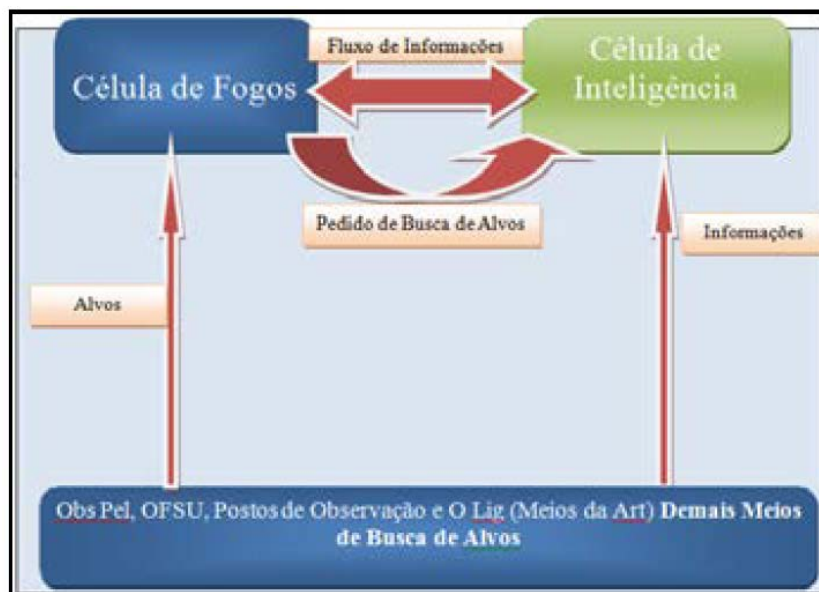 Fluxo de Informacões
Célula de Fogos
Célula de
Inteligência
Pedido de Busca de Alvos
Informações
Alvos
Obs Pel, OFSU, Postos de Observação e O Lig (Meios da Art) Demais Meios
de Busca de Alvos